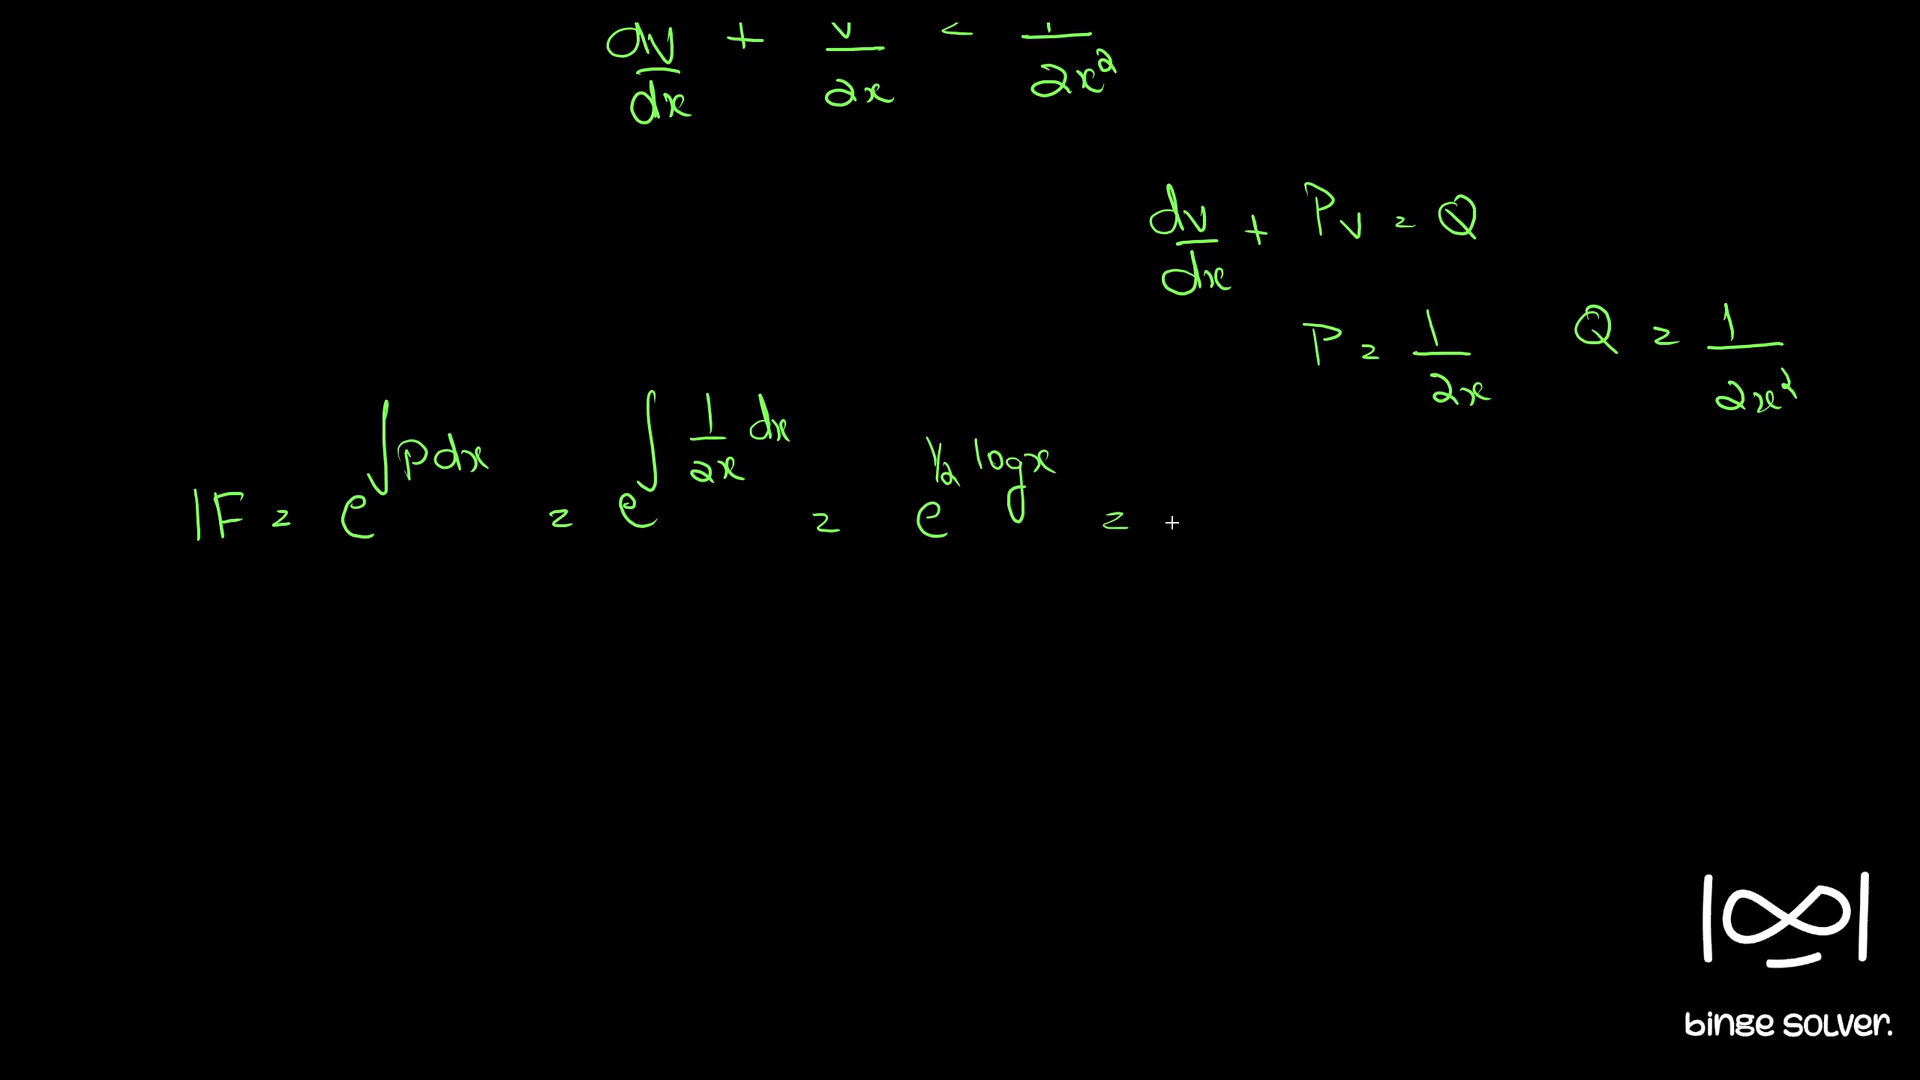 dv/dx + v/2x = 1/2x²
dv/dx + Pv = Q
P = 1/2x Q = 1/2x²
IF = e^∫Pdx = e^∫1/2x dx = e^1/2 logx =
binge solver.